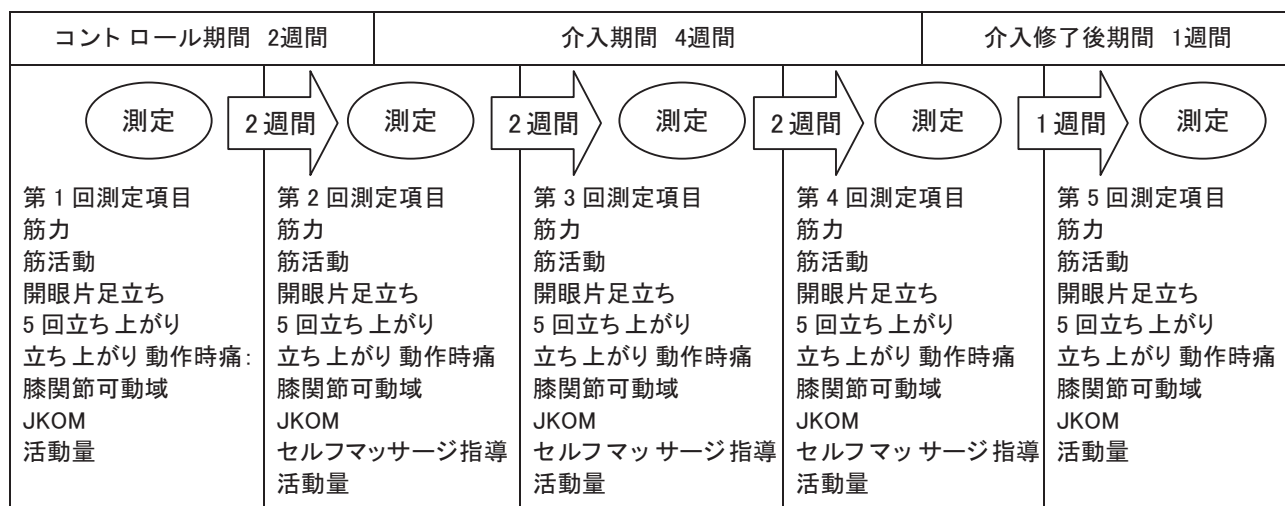 コントロール期間 2週間
介入期間 4週間
介入修了後期間 1週間
測定
2週間
測定
2週間
測定
2週間
測定
1週間
測定
第1回測定項目
筋力
筋活動
開眼片足立ち
5回立ち上がり
立ち上がり動作時痛:
膝関節可動域
JKOM
活動量
第2回測定項目
筋力
筋活動
開眼片足立ち
5回立ち上がり
立ち上がり動作時痛
膝関節可動域
JKOM
セルフマッサージ指導
活動量
第3回測定項目
筋力
筋活動
開眼片足立ち
5回立ち上がり
立ち上がり動作時痛
膝関節可動域
JKOM
セルフマッサージ指導
活動量
第4回測定項目
筋力
筋活動
開眼片足立ち
5回立ち上がり
立ち上がり動作時痛
膝関節可動域
JKOM
セルフマッサージ指導
活動量
第5回測定項目
筋力
筋活動
開眼片足立ち
5回立ち上がり
立ち上がり動作時痛
膝関節可動域
JKOM
活動量